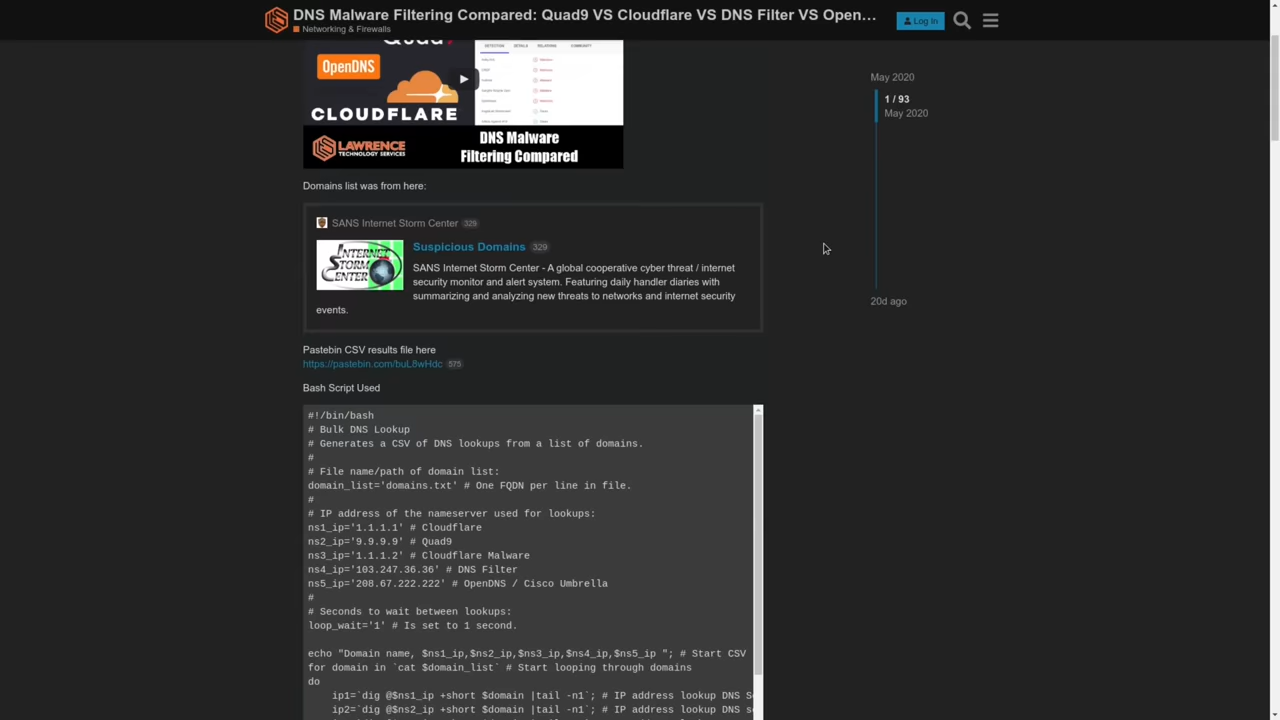 DNS Malware Filtering Compared: Quad9 VS Cloudflare VS DNS Filter VS Open...
Networking & Firewalls
Log In
Quad9
OpenDNS
CLOUDFLARE
DETECTION DETAILS RELATIONS COMMUNITY
LAWRENCE
TECHNOLOGY SERVICES
DNS Malware
Filtering Compared
May 2020
1 / 93
May 2020
20d ago
Domains list was from here:
SANS Internet Storm Center 329
INTERNET
STORM
CENTER
Suspicious Domains 329
SANS Internet Storm Center - A global cooperative cyber threat / internet
security monitor and alert system. Featuring daily handler diaries with
summarizing and analyzing new threats to networks and internet security
events.
Pastebin CSV results file here
https://pastebin.com/buL8wHdc 575
Bash Script Used
#!/bin/bash
# Bulk DNS Lookup
# Generates a CSV of DNS lookups from a list of domains.
#
# File name/path of domain list:
domain_list='domains.txt' # One FQDN per line in file.
#
# IP address of the nameserver used for lookups:
ns1_ip='1.1.1.1' # Cloudflare
ns2_ip='9.9.9.9' # Quad9
ns3_ip='1.1.1.2' # Cloudflare Malware
ns4_ip='103.247.36.36' # DNS Filter
ns5_ip='208.67.222.222' # OpenDNS / Cisco Umbrella
#
# Seconds to wait between lookups:
loop_wait='1' # Is set to 1 second.
echo "Domain name, $ns1_ip,$ns2_ip,$ns3_ip,$ns4_ip,$ns5_ip "; # Start CSV
for domain in `cat $domain_list` # Start looping through domains
do
ip1=`dig @$ns1_ip +short $domain |tail -n1`; # IP address lookup DNS S
ip2=`dig @$ns2_ip +short $domain |tail -n1`; # IP address lookup DNS S